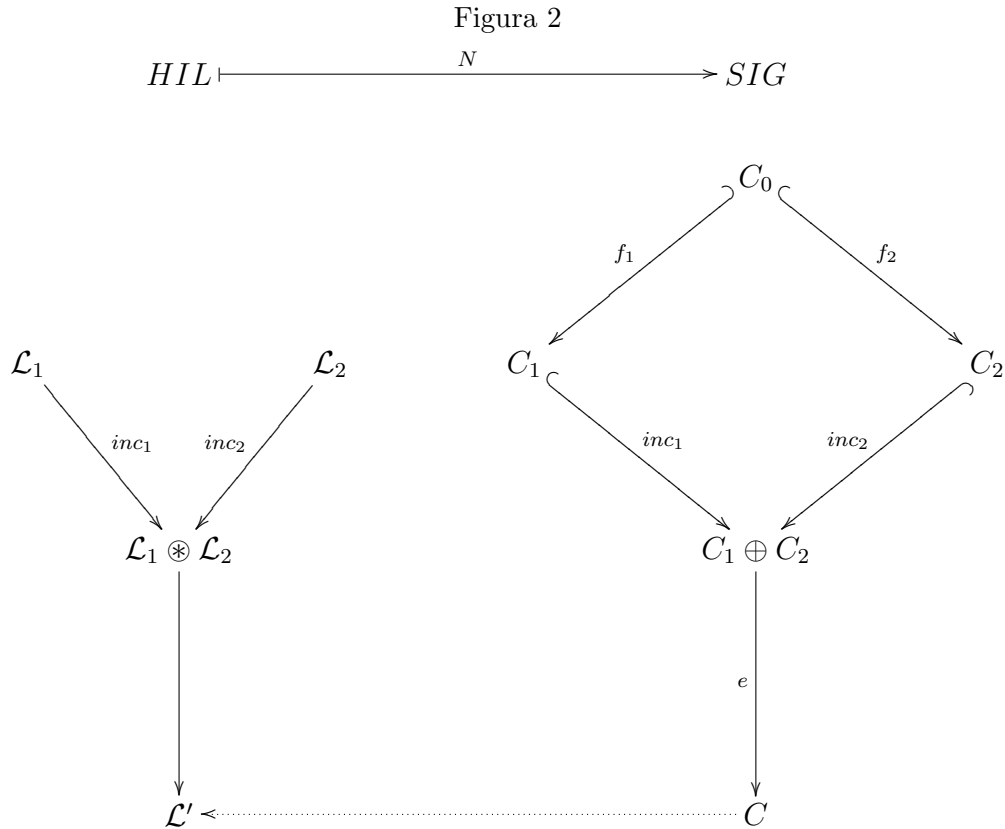 Figura 2
N
HIL SIG
C₀
f₁ f₂
ℒ₁ ℒ₂ C₁ C₂
inc₁ inc₂ inc₁ inc₂
ℒ₁ ⊛ ℒ₂ C₁ ⊕ C₂
e
ℒ′ C